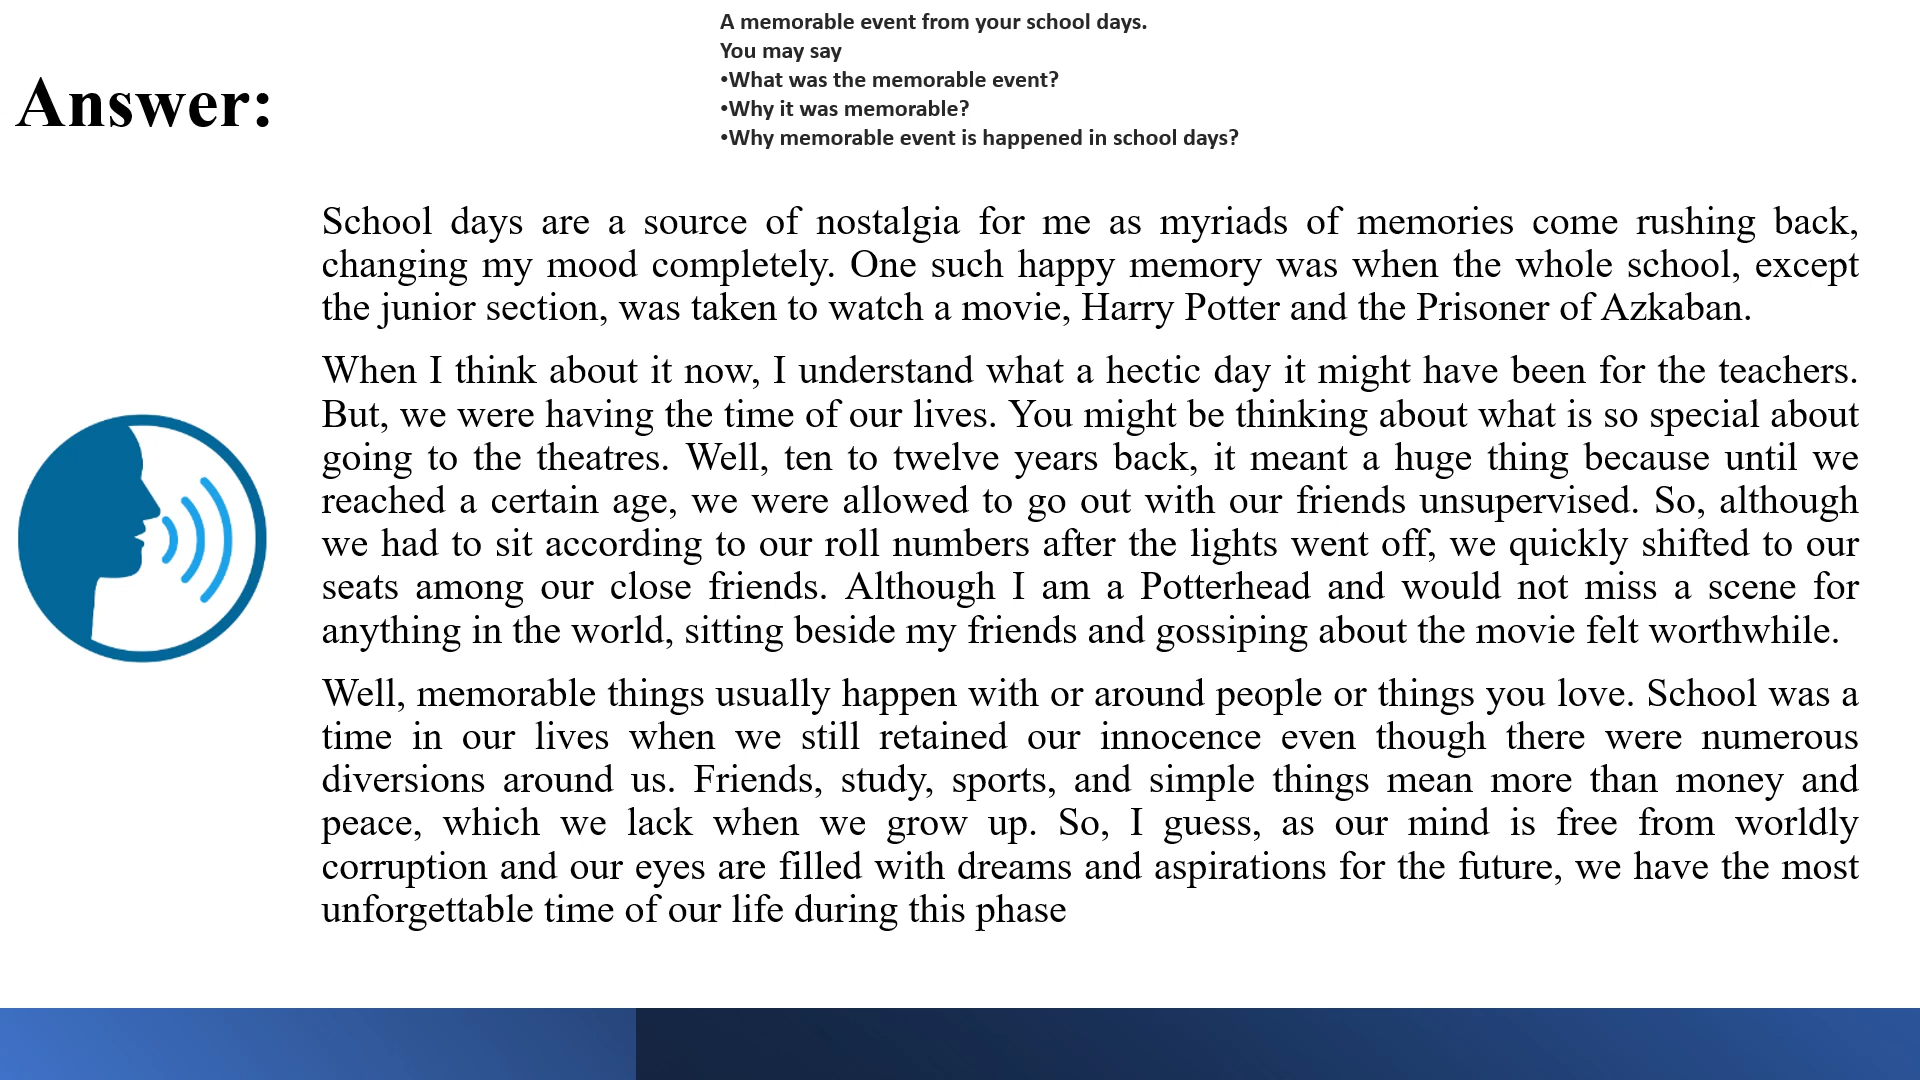 A memorable event from your school days.
You may say
•What was the memorable event?
•Why it was memorable?
•Why memorable event is happened in school days?
Answer:
School days are a source of nostalgia for me as myriads of memories come rushing back,
changing my mood completely. One such happy memory was when the whole school, except
the junior section, was taken to watch a movie, Harry Potter and the Prisoner of Azkaban.
When I think about it now, I understand what a hectic day it might have been for the teachers.
But, we were having the time of our lives. You might be thinking about what is so special about
going to the theatres. Well, ten to twelve years back, it meant a huge thing because until we
reached a certain age, we were allowed to go out with our friends unsupervised. So, although
we had to sit according to our roll numbers after the lights went off, we quickly shifted to our
seats among our close friends. Although I am a Potterhead and would not miss a scene for
anything in the world, sitting beside my friends and gossiping about the movie felt worthwhile.
Well, memorable things usually happen with or around people or things you love. School was a
time in our lives when we still retained our innocence even though there were numerous
diversions around us. Friends, study, sports, and simple things mean more than money and
peace, which we lack when we grow up. So, I guess, as our mind is free from worldly
corruption and our eyes are filled with dreams and aspirations for the future, we have the most
unforgettable time of our life during this phase